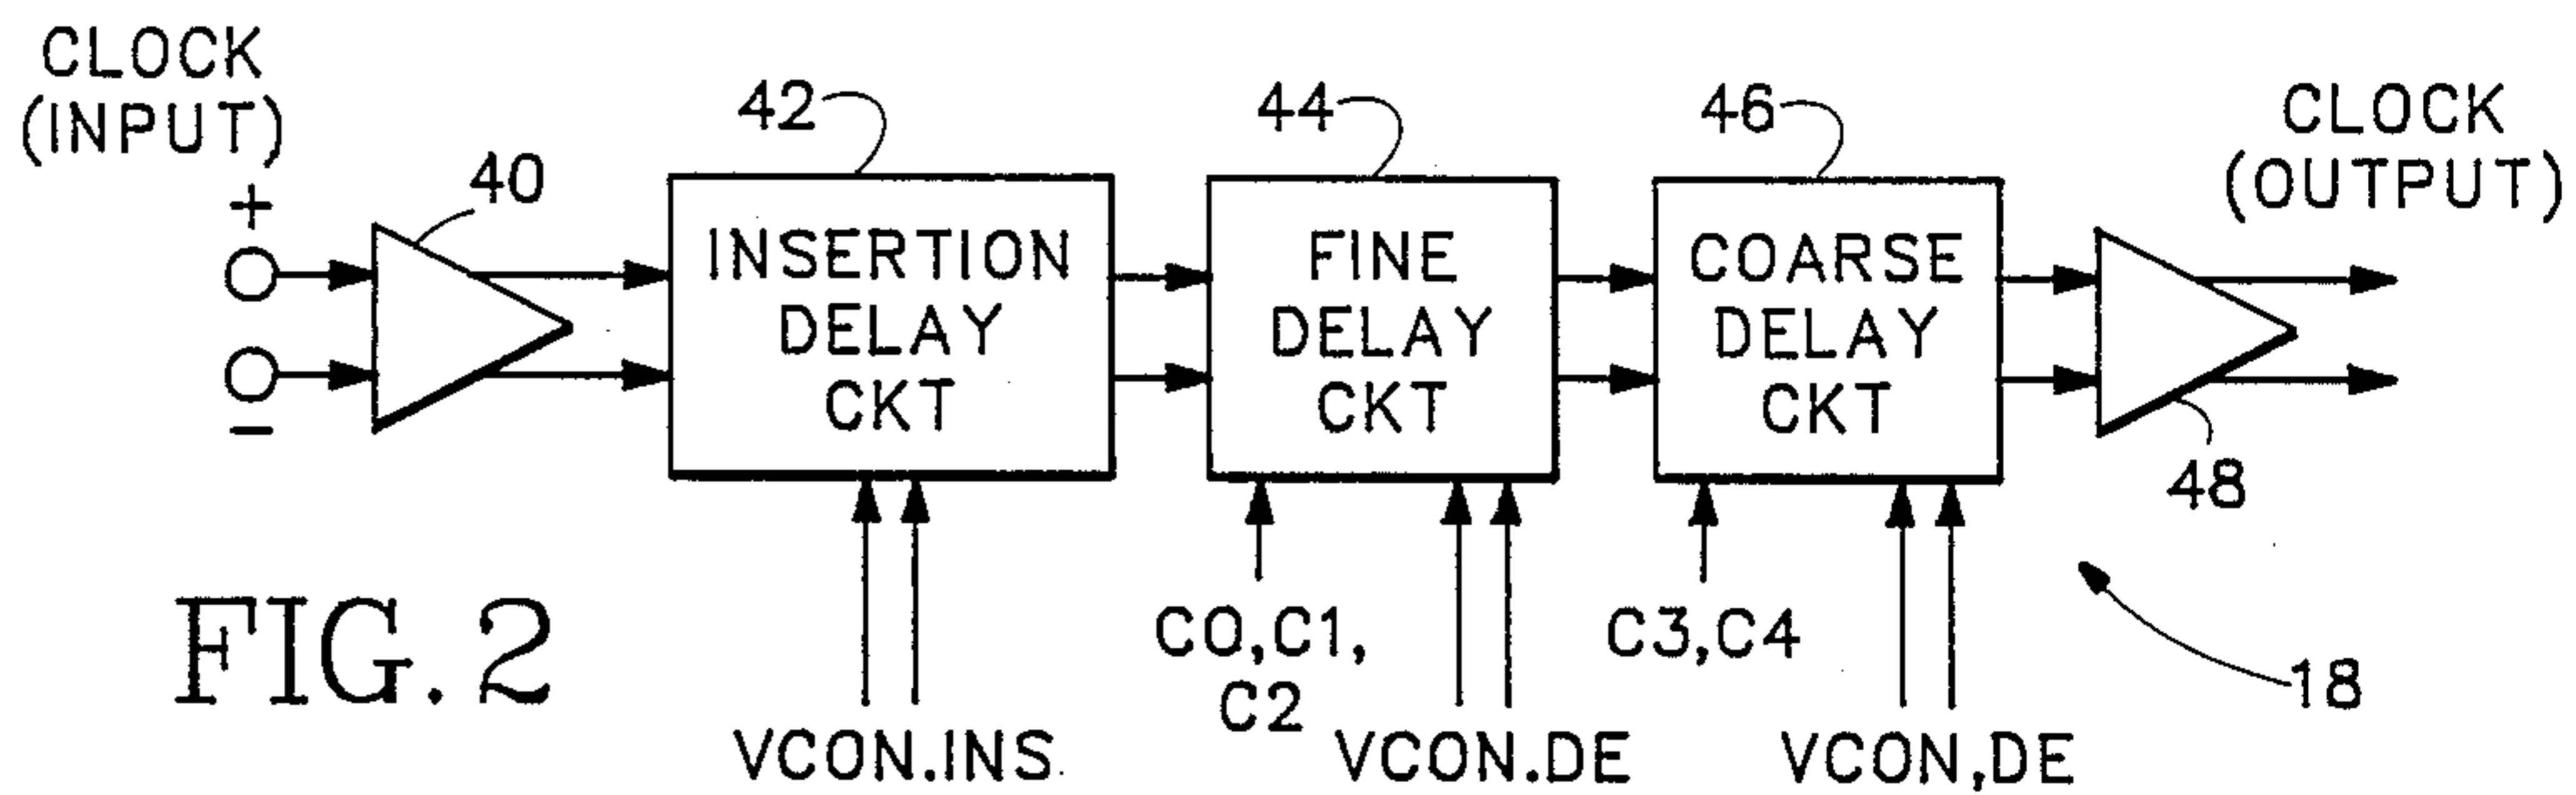 CLOCK
(INPUT)
+
−
40
42
INSERTION
DELAY
CKT
VCON.INS
44
FINE
DELAY
CKT
C0,C1,
C2
VCON.DE
46
COARSE
DELAY
CKT
C3,C4
VCON,DE
CLOCK
(OUTPUT)
48
18
FIG. 2